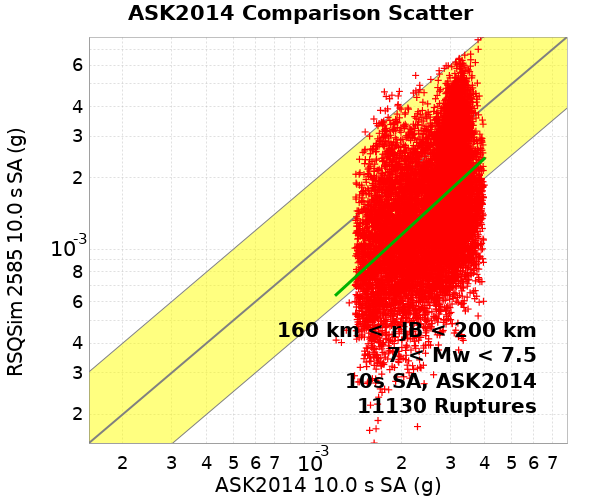 ASK2014 Comparison Scatter
RSQSim 2585 10.0 s SA (g)
6
4
3
2
10-3
8
6
4
3
2
160 km < rJB < 200 km
7 < Mw < 7.5
10s SA, ASK2014
11130 Ruptures
2 3 4 5 6 7 10-3 2 3 4 5 6 7
ASK2014 10.0 s SA (g)